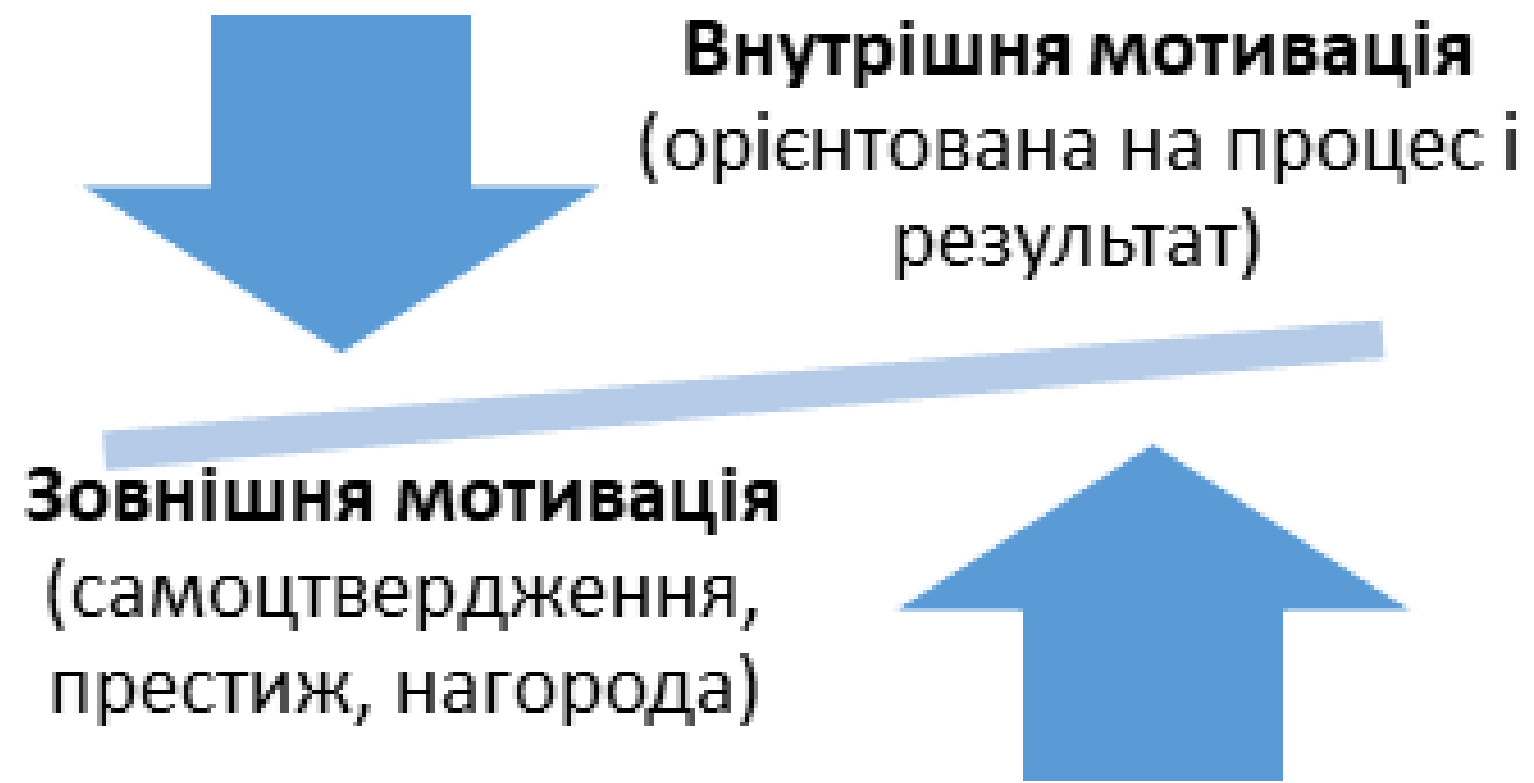 Внутрішня мотивація
(орієнтована на процес і
результат)
Зовнішня мотивація
(самоцтвердження,
престиж, нагорода)